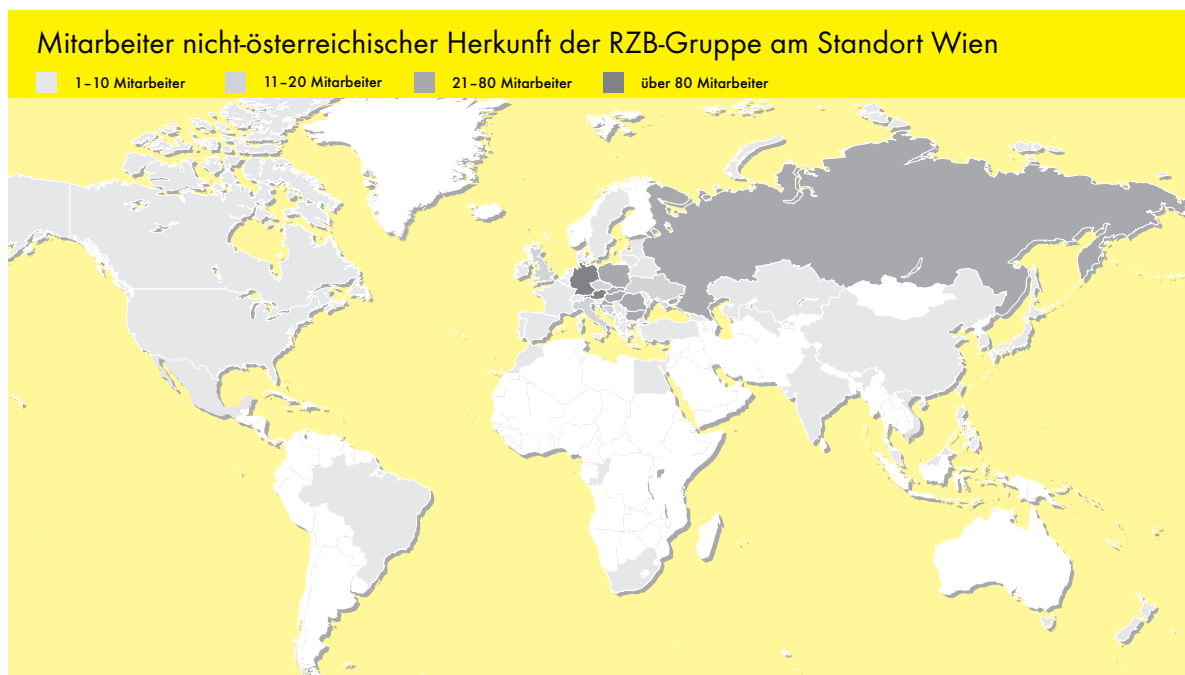 Mitarbeiter nicht-österreichischer Herkunft der RZB-Gruppe am Standort Wien
1–10 Mitarbeiter 11–20 Mitarbeiter 21–80 Mitarbeiter über 80 Mitarbeiter